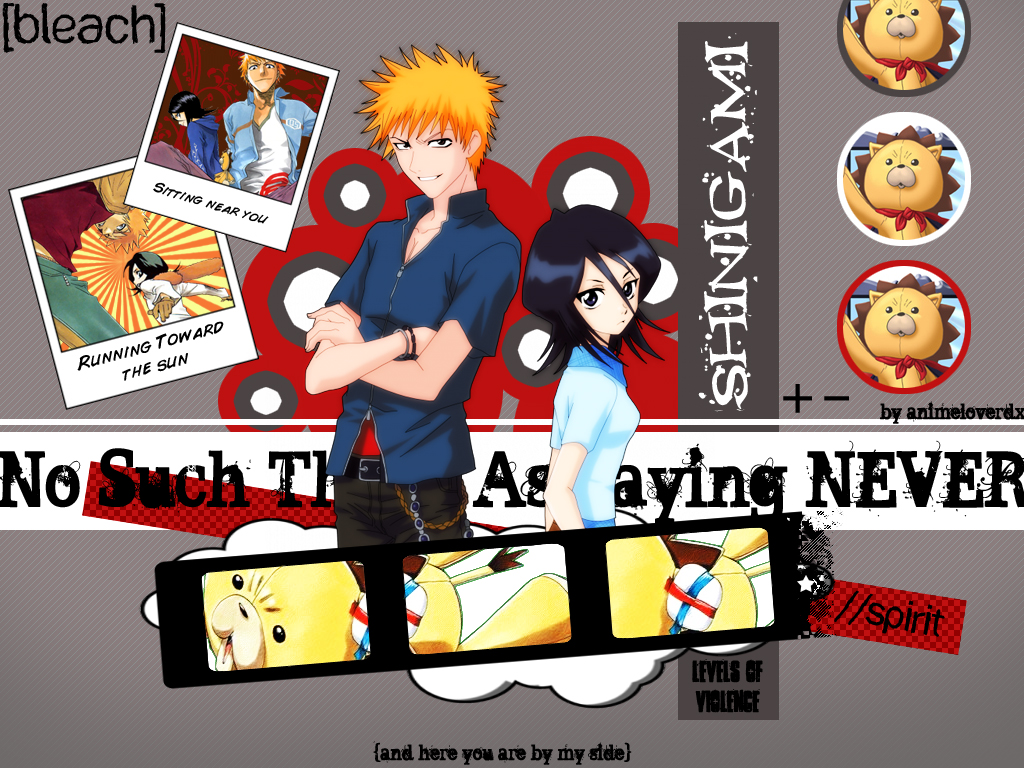 [bleach]
SITTING NEAR YOU
RUNNING TOWARD
THE SUN
SHINIGAMI
+ -
by animeloverdx
No Such Th As aying NEVER
//spirit
LEVELS OF
VIOLENCE
{and here you are by my side}